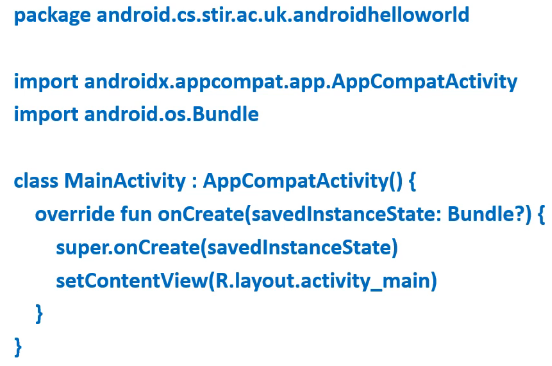 package android.cs.stir.ac.uk.androidhelloworld
import androidx.appcompat.app.AppCompatActivity
import android.os.Bundle
class MainActivity : AppCompatActivity() {
override fun onCreate(savedInstanceState: Bundle?) {
super.onCreate(savedInstanceState)
setContentView(R.layout.activity_main)
}
}